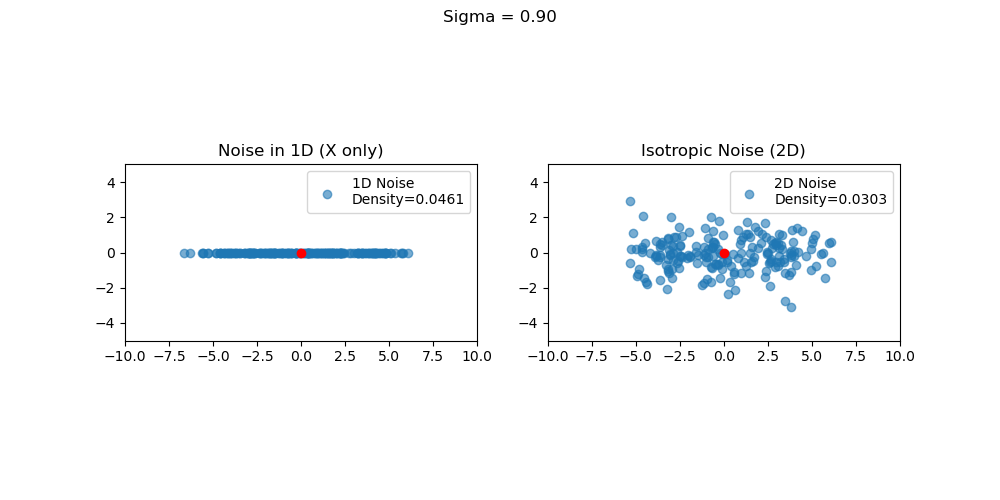 Sigma = 0.90
Noise in 1D (X only)
1D Noise
Density=0.0461
4
2
0
−2
−4
−10.0 −7.5 −5.0 −2.5 0.0 2.5 5.0 7.5 10.0
Isotropic Noise (2D)
2D Noise
Density=0.0303
4
2
0
−2
−4
−10.0 −7.5 −5.0 −2.5 0.0 2.5 5.0 7.5 10.0